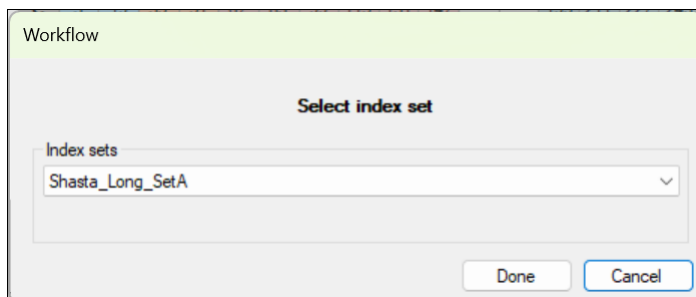 Workflow
Select index set
Index sets
Shasta_Long_SetA
Done Cancel